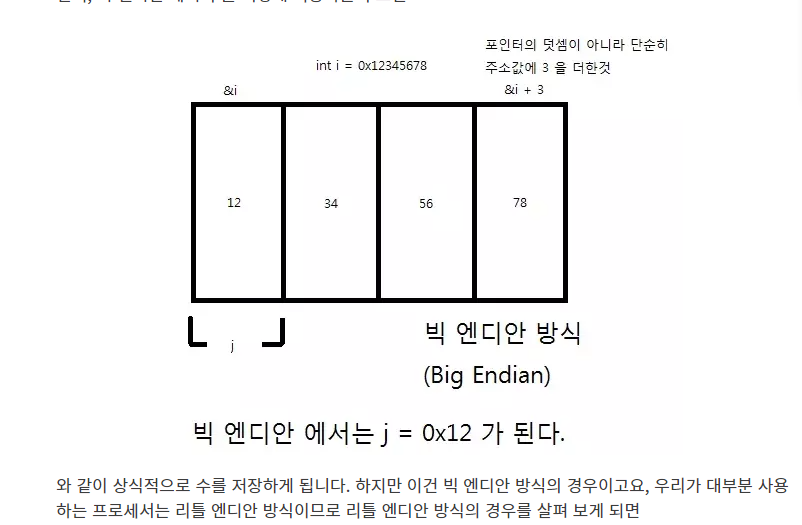 포인터의 덧셈이 아니라 단순히
int i = 0x12345678
주소값에 3 을 더한것
&i
&i + 3
12
34
56
78
j
빅 엔디안 방식
(Big Endian)
빅 엔디안 에서는 j = 0x12 가 된다.
와 같이 상식적으로 수를 저장하게 됩니다. 하지만 이건 빅 엔디안 방식의 경우이고요, 우리가 대부분 사용
하는 프로세서는 리틀 엔디안 방식이므로 리틀 엔디안 방식의 경우를 살펴 보게 되면